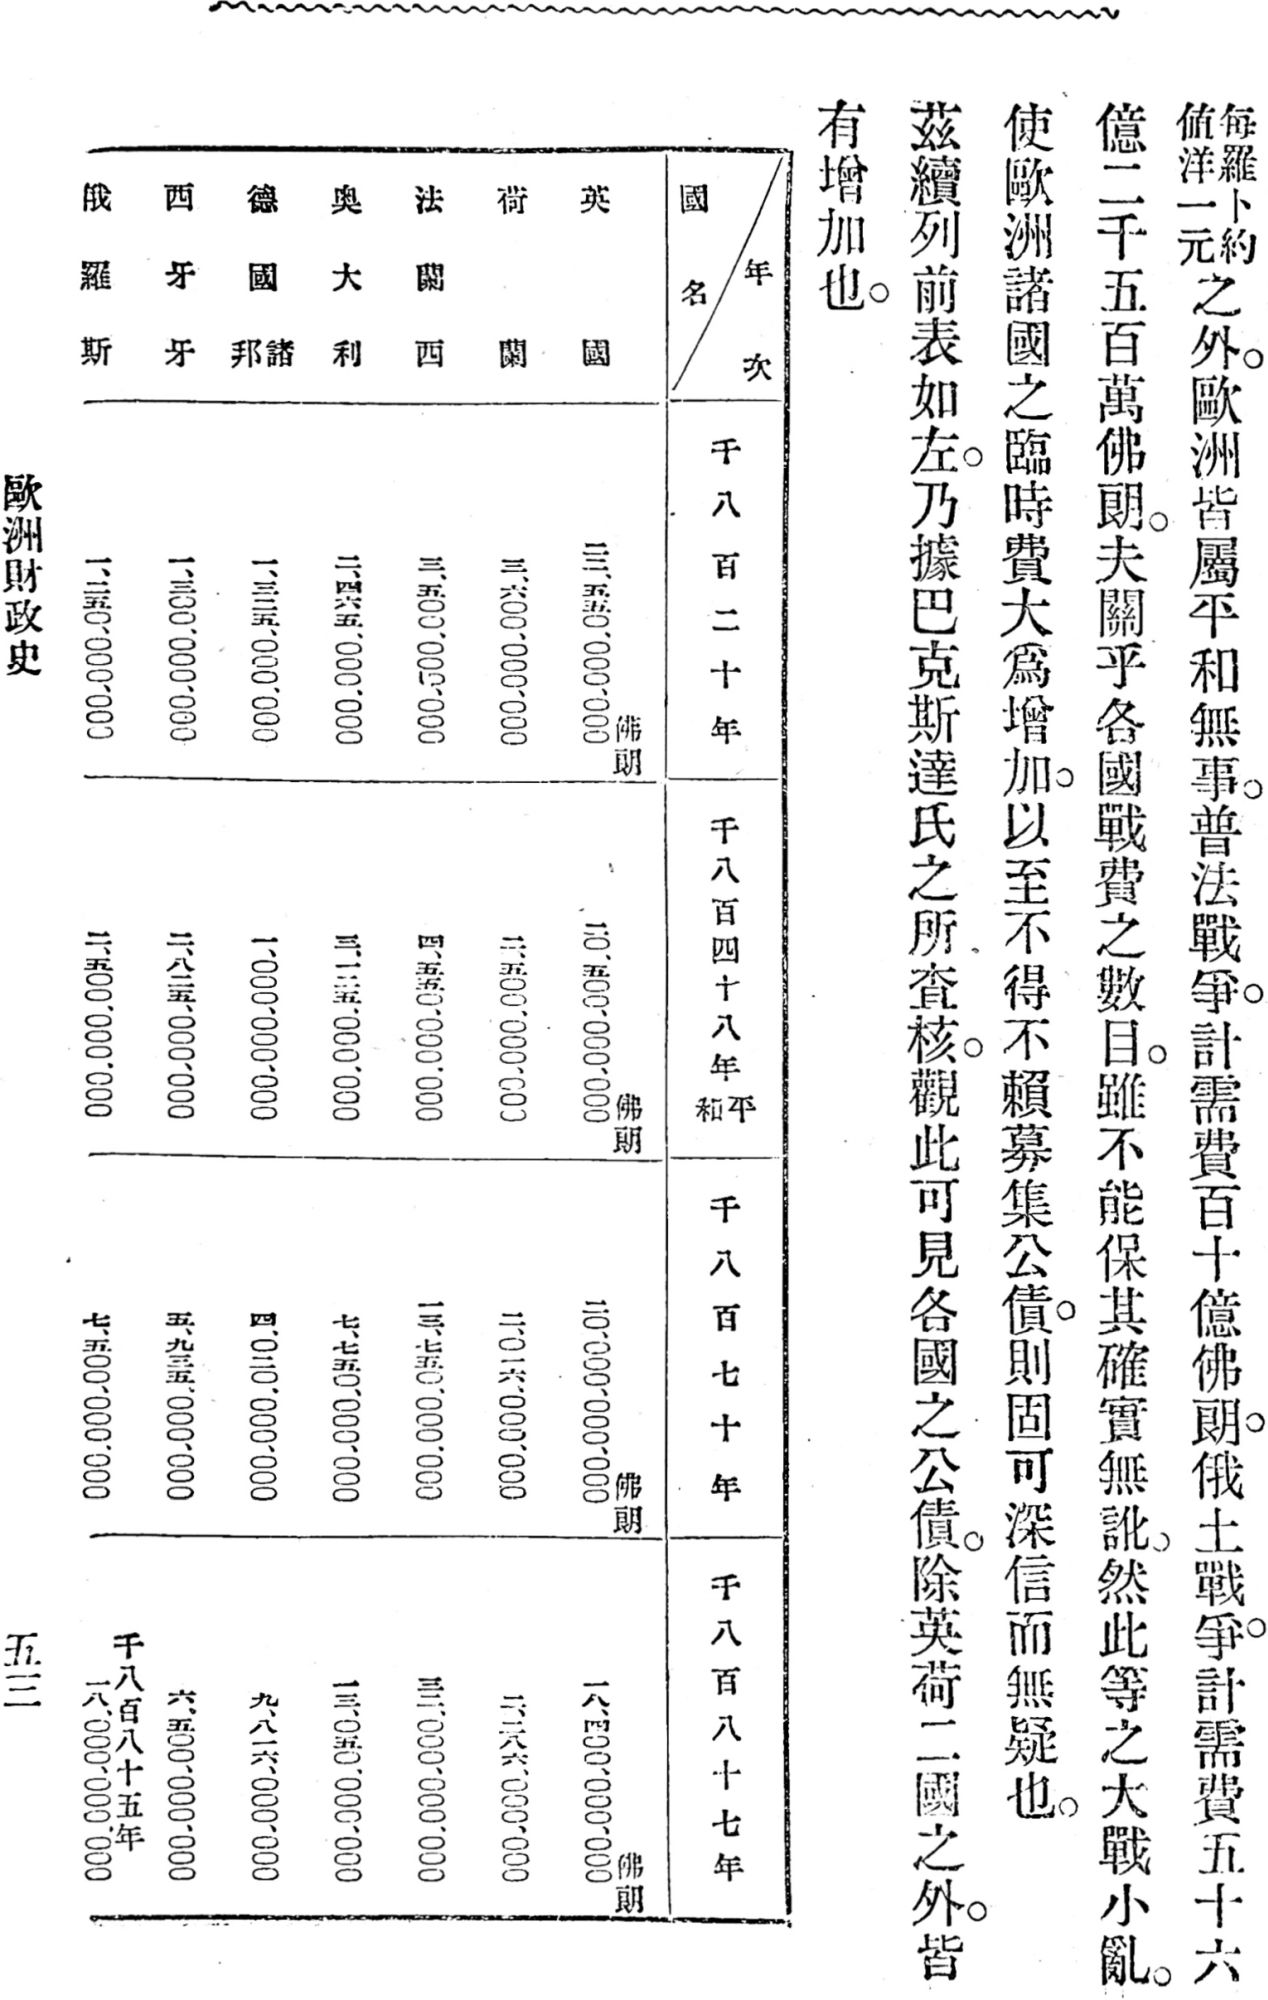 每羅卜約
値洋一元之外。歐洲皆屬平和無事。普法戰爭。計需費百十億佛朗。俄土戰爭。計需費五十六
億二千五百萬佛朗。夫關乎各國戰費之數目。雖不能保其確實無訛。然此等之大戰小亂。
使歐洲諸國之臨時費大爲增加。以至不得不賴募集公債。則固可深信而無疑也。
茲續列前表如左。乃據巴克斯達氏之所査核。觀此可見各國之公債。除英荷二國之外。皆
有增加也。
年次 國名 千八百二十年 千八百四十八年平和 千八百七十年 千八百八十七年
英國 二二、五五〇、〇〇〇、〇〇〇佛朗 二〇、五〇〇、〇〇〇、〇〇〇佛朗 二〇、〇〇〇、〇〇〇、〇〇〇佛朗 一八、四〇〇、〇〇〇、〇〇〇佛朗
荷蘭 三、六〇〇、〇〇〇、〇〇〇 二、五〇〇、〇〇〇、〇〇〇 二、〇一六、〇〇〇、〇〇〇 二、二八六、〇〇〇、〇〇〇
法蘭西 三、五〇〇、〇〇〇、〇〇〇 四、五五〇、〇〇〇、〇〇〇 一三、七五〇、〇〇〇、〇〇〇 三二、〇〇〇、〇〇〇、〇〇〇
奥大利 二、四六五、〇〇〇、〇〇〇 三、一二五、〇〇〇、〇〇〇 七、七五〇、〇〇〇、〇〇〇 一三、〇五〇、〇〇〇、〇〇〇
德國諸邦 一、三二五、〇〇〇、〇〇〇 一、〇〇〇、〇〇〇、〇〇〇 四、〇二〇、〇〇〇、〇〇〇 九、八一六、〇〇〇、〇〇〇
西牙牙 一、三〇〇、〇〇〇、〇〇〇 二、八二五、〇〇〇、〇〇〇 五、九三五、〇〇〇、〇〇〇 六、五〇〇、〇〇〇、〇〇〇
千八百八十五年
俄羅斯 一、二五〇、〇〇〇、〇〇〇 二、五〇〇、〇〇〇、〇〇〇 七、五〇〇、〇〇〇、〇〇〇 一八、〇〇〇、〇〇〇、〇〇〇
歐洲財政史 五三